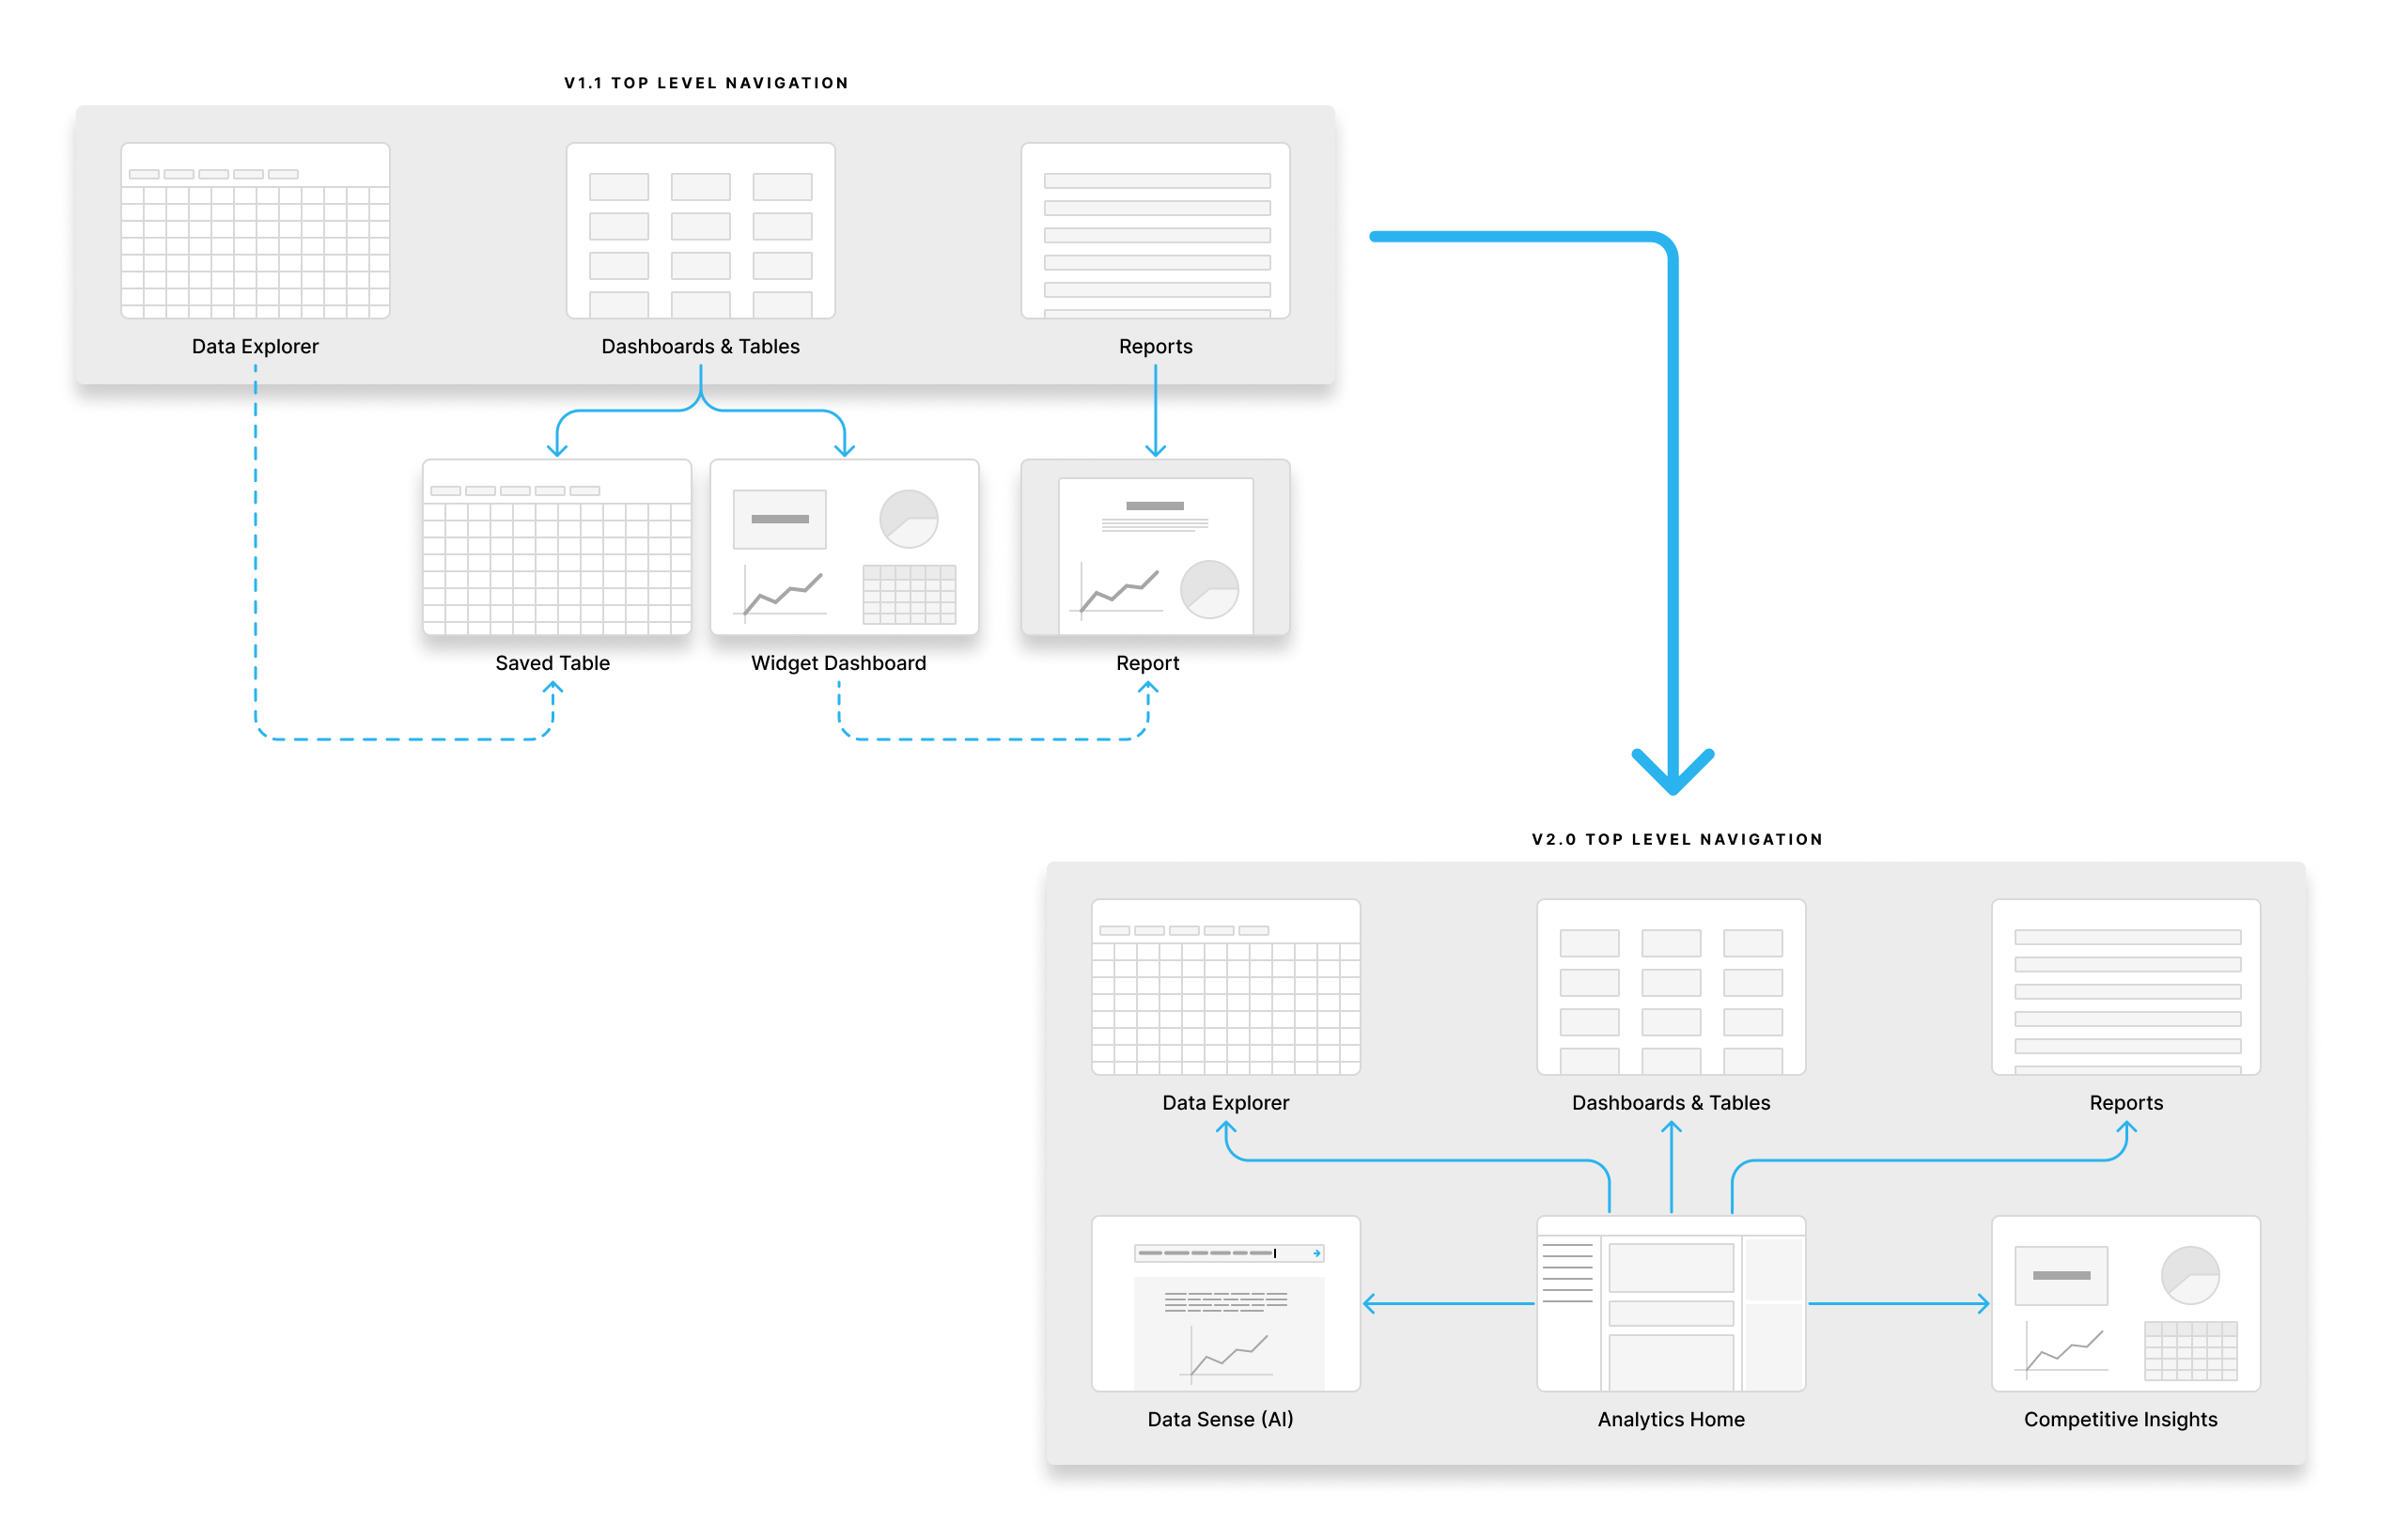 V1.1 TOP LEVEL NAVIGATION
Data Explorer
Dashboards & Tables
Reports
Saved Table
Widget Dashboard
Report
V2.0 TOP LEVEL NAVIGATION
Data Explorer
Dashboards & Tables
Reports
Data Sense (AI)
Analytics Home
Competitive Insights